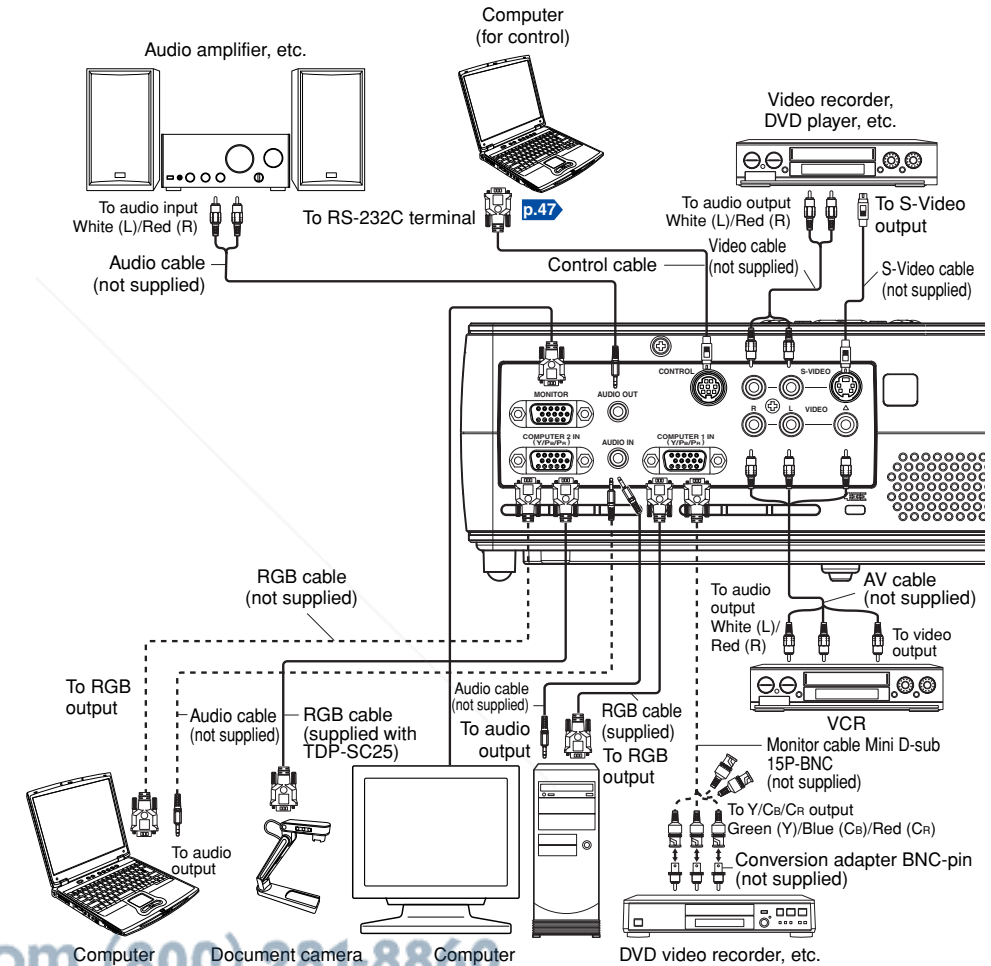 Computer
(for control)
Audio amplifier, etc.
Video recorder,
DVD player, etc.
To audio input
White (L)/Red (R)
To RS-232C terminal
p.47
To audio output
White (L)/Red (R)
To S-Video
output
Audio cable
(not supplied)
Control cable
Video cable
(not supplied)
S-Video cable
(not supplied)
CONTROL
S-VIDEO
MONITOR
AUDIO OUT
R
L
VIDEO
COMPUTER 2 IN
(Y/PB/PR)
AUDIO IN
COMPUTER 1 IN
(Y/PB/PR)
RGB cable
(not supplied)
To audio
output
White (L)/
Red (R)
AV cable
(not supplied)
To video
output
To RGB
output
Audio cable
(not supplied)
RGB cable
(supplied with
TDP-SC25)
Audio cable
(not supplied)
To audio
output
RGB cable
(supplied)
To RGB
output
VCR
Monitor cable Mini D-sub
15P-BNC
(not supplied)
To Y/CB/CR output
Green (Y)/Blue (CB)/Red (CR)
To audio
output
Conversion adapter BNC-pin
(not supplied)
Computer
Document camera
Computer
DVD video recorder, etc.
om (800) 281-8860